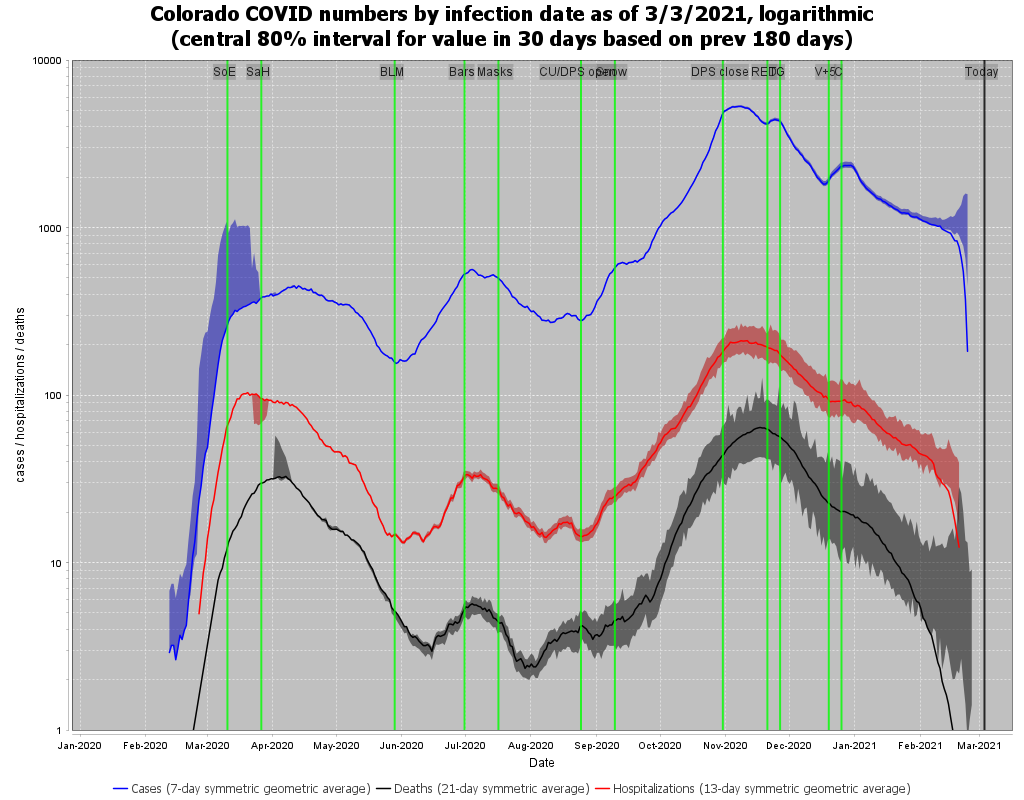 Colorado COVID numbers by infection date as of 3/3/2021, logarithmic
(central 80% interval for value in 30 days based on prev 180 days)
SoE SaH BLM Bars Masks CU/DPS open Snow DPS close RED TG V+5 C Today
10000
1000
100
10
1
cases / hospitalizations / deaths
Jan-2020 Feb-2020 Mar-2020 Apr-2020 May-2020 Jun-2020 Jul-2020 Aug-2020 Sep-2020 Oct-2020 Nov-2020 Dec-2020 Jan-2021 Feb-2021 Mar-2021
Date
Cases (7-day symmetric geometric average) Deaths (21-day symmetric average) Hospitalizations (13-day symmetric geometric average)